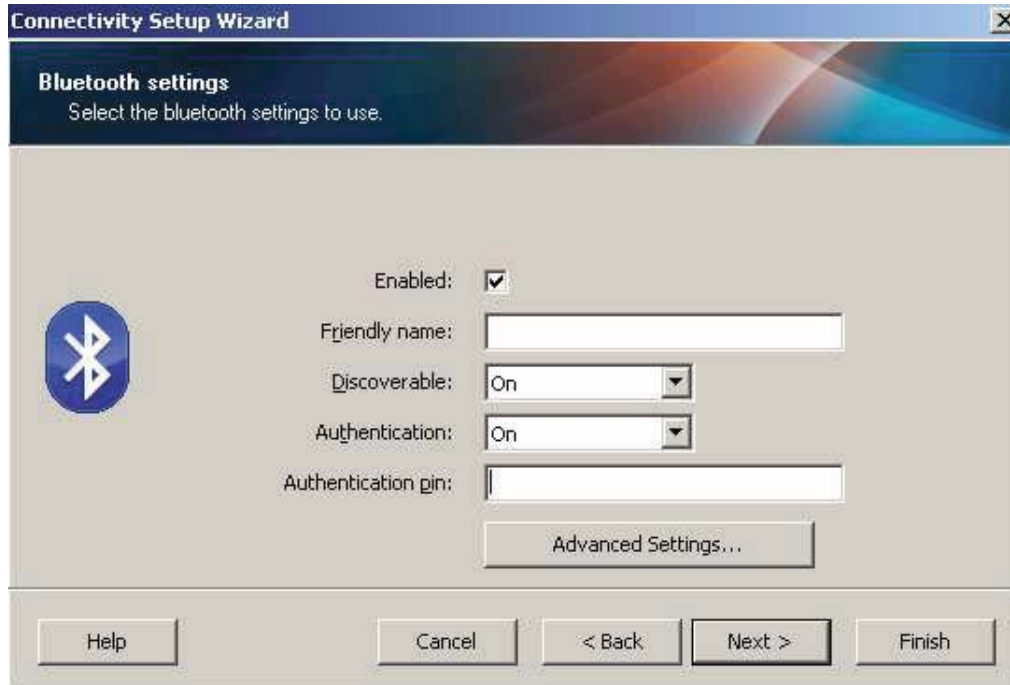 Connectivity Setup Wizard
Bluetooth settings
Select the bluetooth settings to use.
Enabled:
Friendly name:
Discoverable: On
Authentication: On
Authentication pin:
Advanced Settings...
Help Cancel < Back Next > Finish